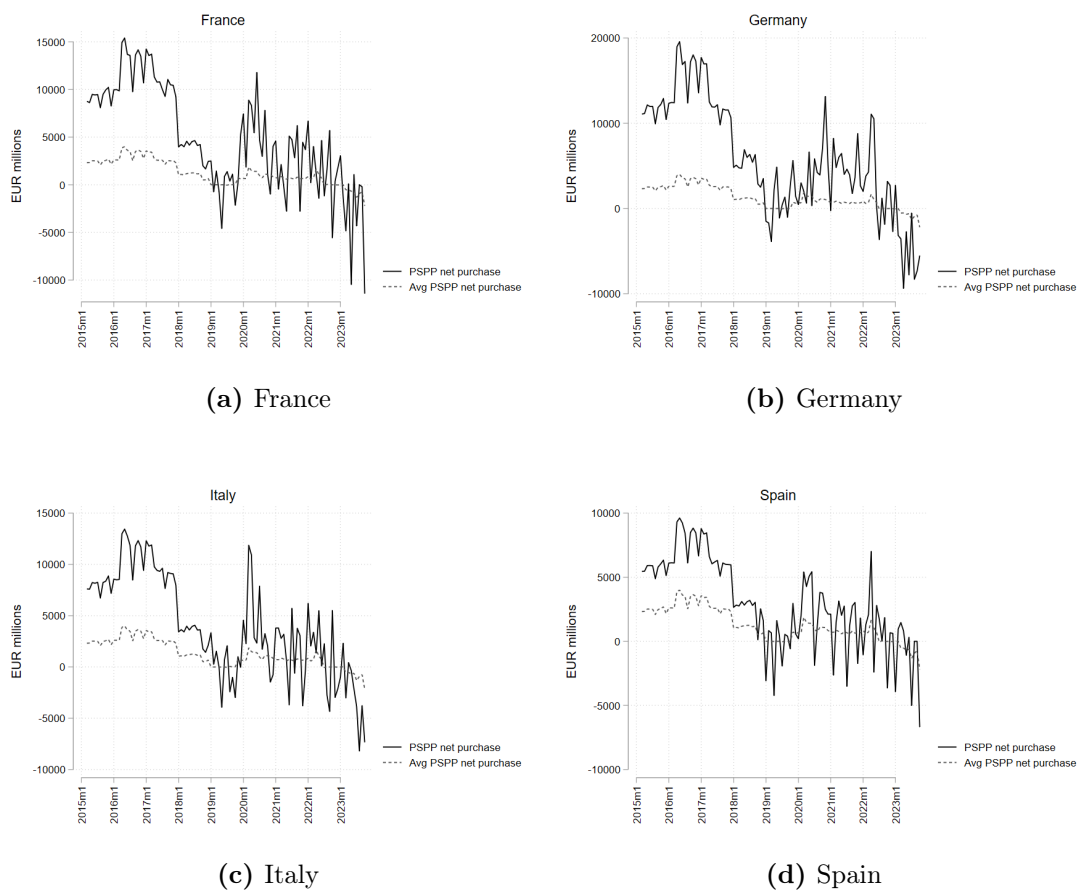 France
15000
10000
5000
0
-5000
-10000
EUR millions
2015m1
2016m1
2017m1
2018m1
2019m1
2020m1
2021m1
2022m1
2023m1
PSPP net purchase
Avg PSPP net purchase
(a) France
Germany
20000
10000
0
-10000
EUR millions
2015m1
2016m1
2017m1
2018m1
2019m1
2020m1
2021m1
2022m1
2023m1
PSPP net purchase
Avg PSPP net purchase
(b) Germany
Italy
15000
10000
5000
0
-5000
-10000
EUR millions
2015m1
2016m1
2017m1
2018m1
2019m1
2020m1
2021m1
2022m1
2023m1
PSPP net purchase
Avg PSPP net purchase
(c) Italy
Spain
10000
5000
0
-5000
-10000
EUR millions
2015m1
2016m1
2017m1
2018m1
2019m1
2020m1
2021m1
2022m1
2023m1
PSPP net purchase
Avg PSPP net purchase
(d) Spain